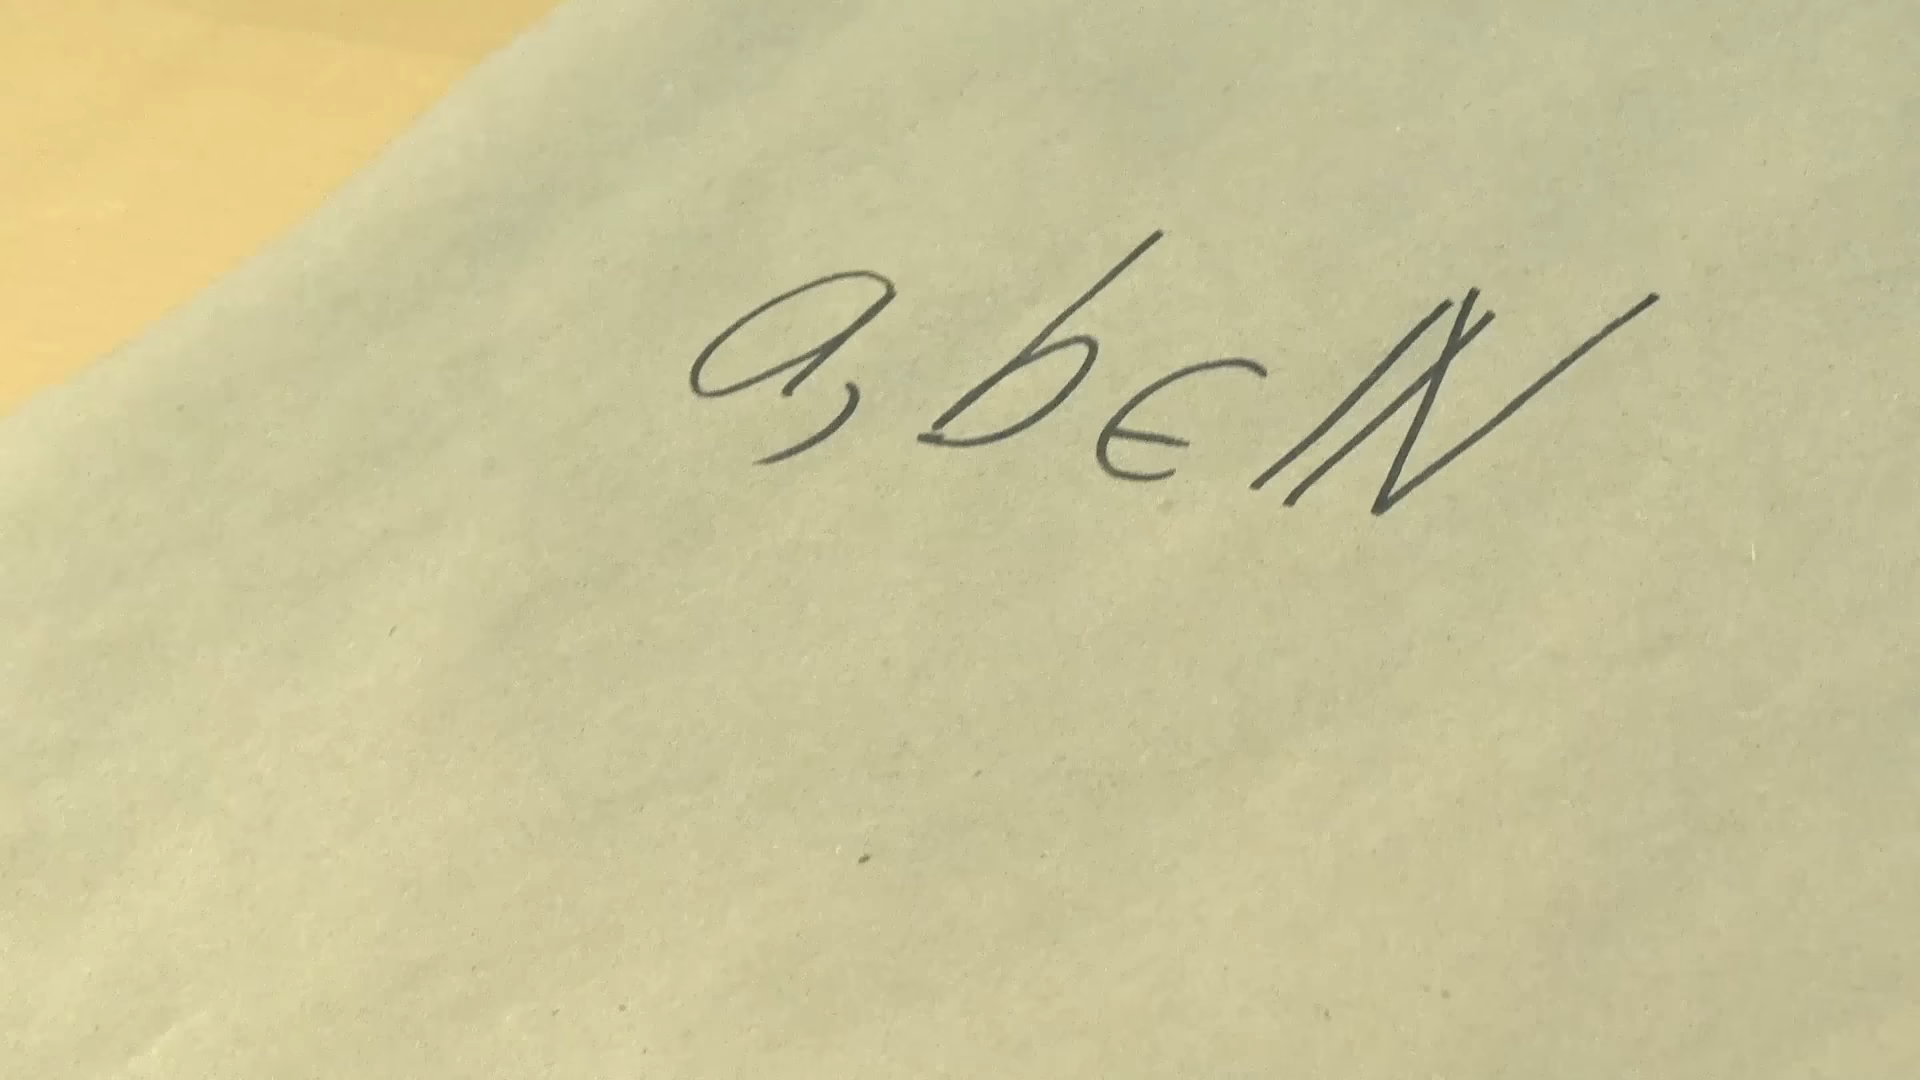 a, b ∈ ℕ